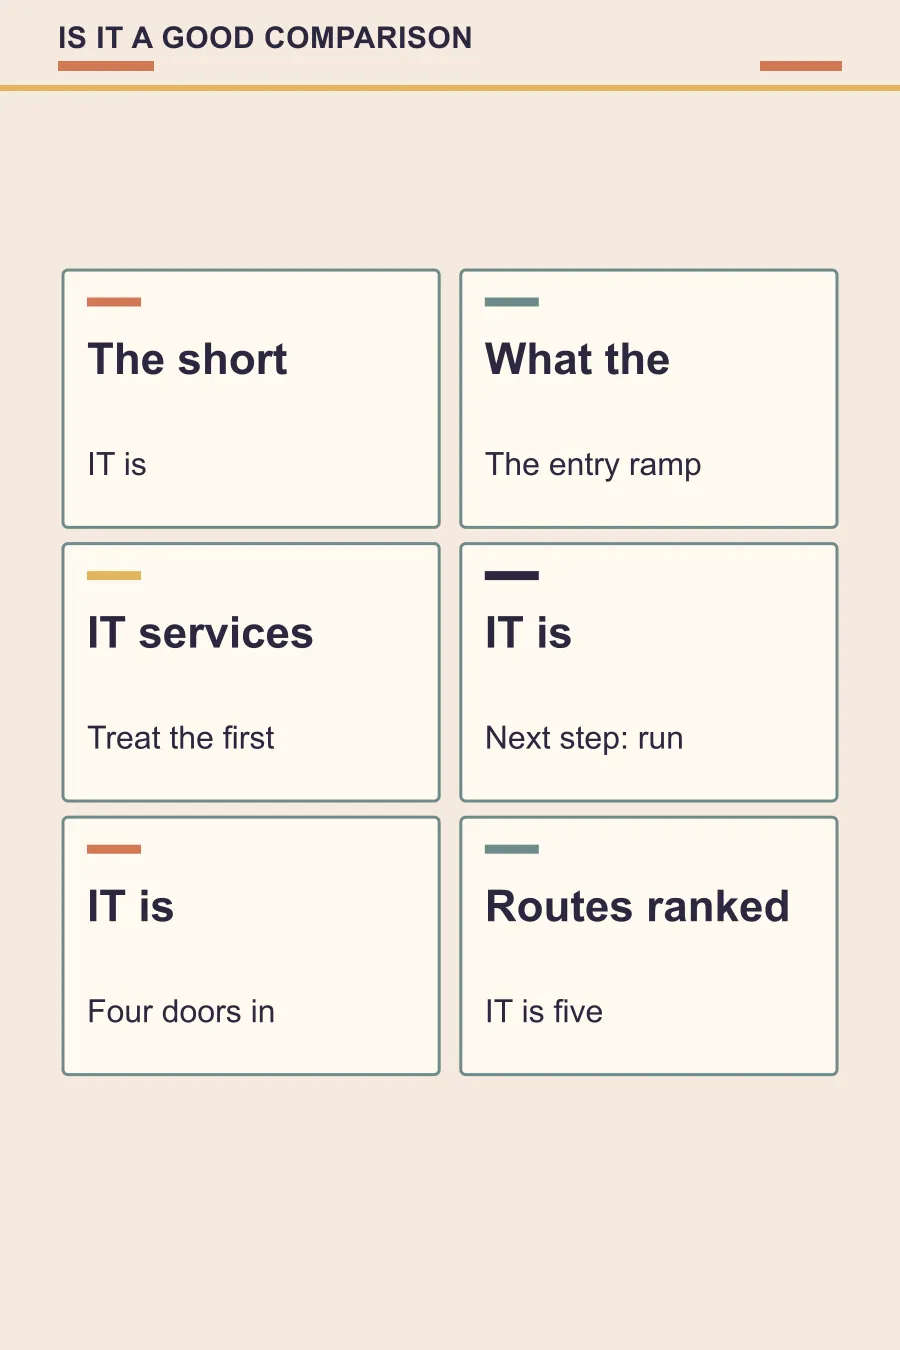 IS IT A GOOD COMPARISON
The short
IT is
What the
The entry ramp
IT services
Treat the first
IT is
Next step: run
IT is
Four doors in
Routes ranked
IT is five